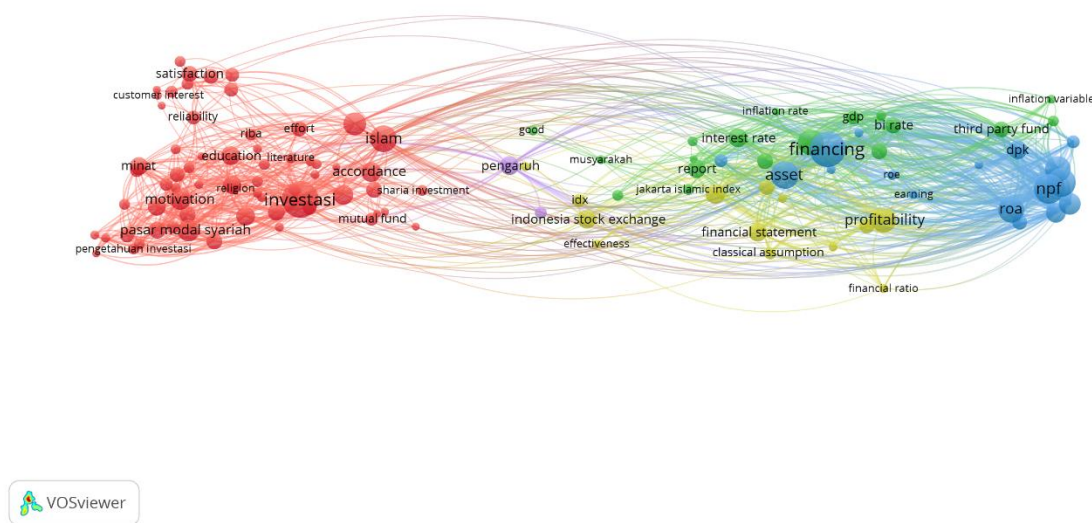 satisfaction
customer interest
reliability
riba
effort
islam
minat
education
literature
accordance
religion
sharia investment
motivation
investasi
mutual fund
pasar modal syariah
pengetahuan investasi
good
pengaruh
musyarakah
idx
indonesia stock exchange
effectiveness
inflation rate
gdp
bi rate
interest rate
financing
report
asset
roe
jakarta islamic index
earning
financial statement
profitability
classical assumption
financial ratio
inflation variable
third party fund
dpk
npf
roa
VOSviewer